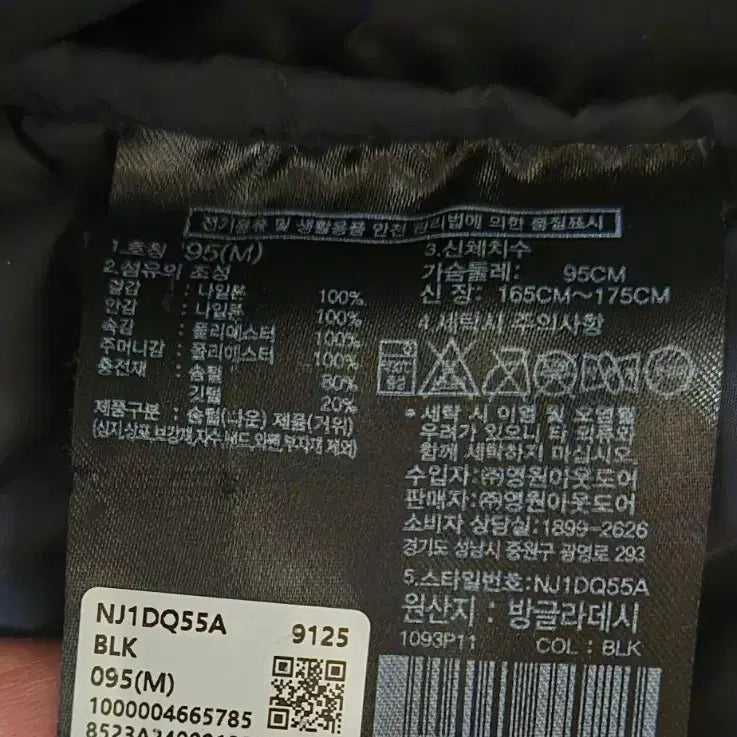 전기용품 및 생활용품 안전 관리법에 의한 품질표시
1.호칭 95(M)
2.섬유의 조성
겉감 : 나일론 100%
안감 : 나일론 100%
속감 : 폴리에스터 100%
주머니감 : 폴리에스터 100%
충전재 : 솜털 80%
깃털 20%
제품구분 : 솜털(다운) 제품(거위)
(심지,상표,보강재,자수,밴드,외변,부자재 제외)
3.신체치수
가슴둘레: 95CM
신 장: 165CM~175CM
4.세탁시 주의사항
* 세탁 시 이염 및 오염될
우려가 있으니 타 의류와
함께 세탁하지 마십시오.
수입자:㈜영원아웃도어
판매자:㈜영원아웃도어
소비자 상담실:1899-2626
경기도 성남시 중원구 광명로 293
5.스타일번호:NJ1DQ55A
원산지 : 방글라데시
1093P11 COL : BLK
NJ1DQ55A 9125
BLK
095(M)
1000004665785